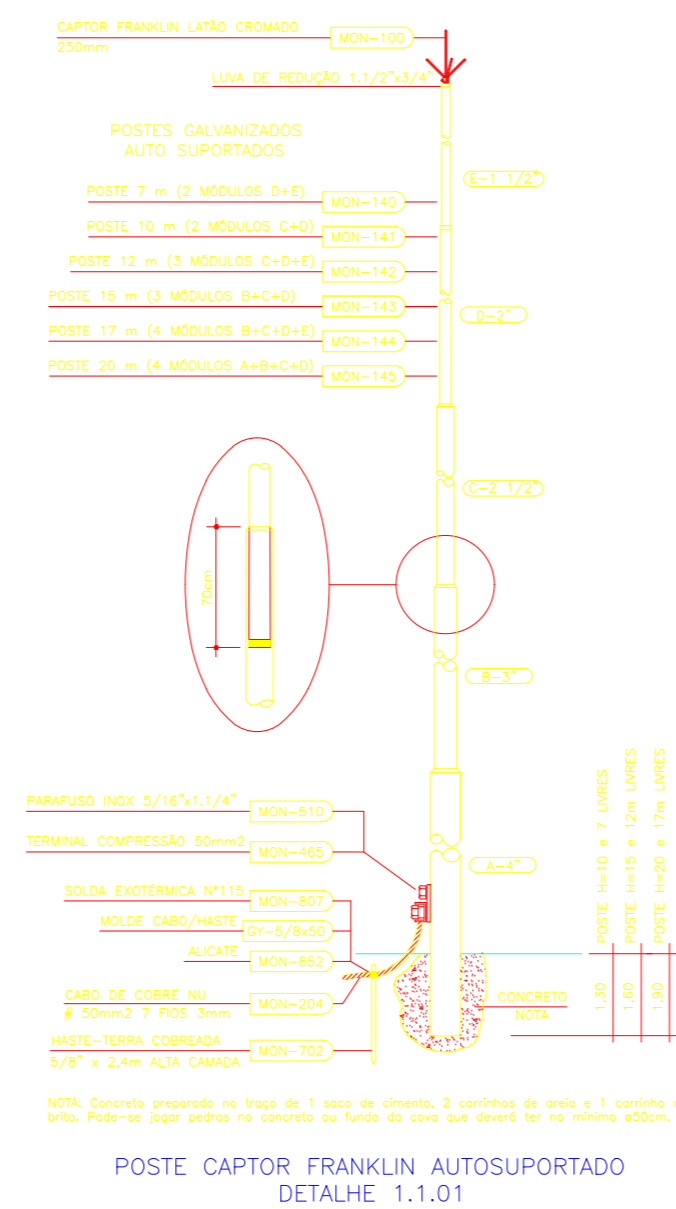 CAPTOR FRANKLIN LATÃO CROMADO
250mm
MON-100
LUVA DE REDUÇÃO 1.1/2"x3/4"
POSTES GALVANIZADOS
AUTO SUPORTADOS
E-1 1/2"
POSTE 7 m (2 MÓDULOS D+E)
MON-140
POSTE 10 m (2 MÓDULOS C+D)
MON-141
POSTE 12 m (3 MÓDULOS C+D+E)
MON-142
POSTE 15 m (3 MÓDULOS B+C+D)
MON-143
D-2"
POSTE 17 m (4 MÓDULOS B+C+D+E)
MON-144
POSTE 20 m (4 MÓDULOS A+B+C+D)
MON-145
C-2 1/2"
70cm
B-3"
PARAFUSO INOX 5/16"x1.1/4"
MON-510
TERMINAL COMPRESSÃO 50mm2
MON-465
A-4"
SOLDA EXOTÉRMICA N°115
MON-807
MOLDE CABO/HASTE
GY-5/8x50
ALICATE
MON-852
CABO DE COBRE NU
# 50mm2 7 FIOS 3mm
MON-204
HASTE-TERRA COBREADA
5/8" x 2.4m ALTA CAMADA
MON-702
CONCRETO
NOTA
POSTE H=10 e 7 LIVRES
1,30
POSTE H=15 e 12m LIVRES
1,60
POSTE H=20 e 17m LIVRES
1,90
NOTA: Concreto preparado no traço de 1 saco de cimento, 2 carrinhos de areia e 1 carrinho
brita. Pode-se jogar pedras no concreto ou fundo da cova que deverá ter no mínimo ø50cm.
POSTE CAPTOR FRANKLIN AUTOSUPORTADO
DETALHE 1.1.01